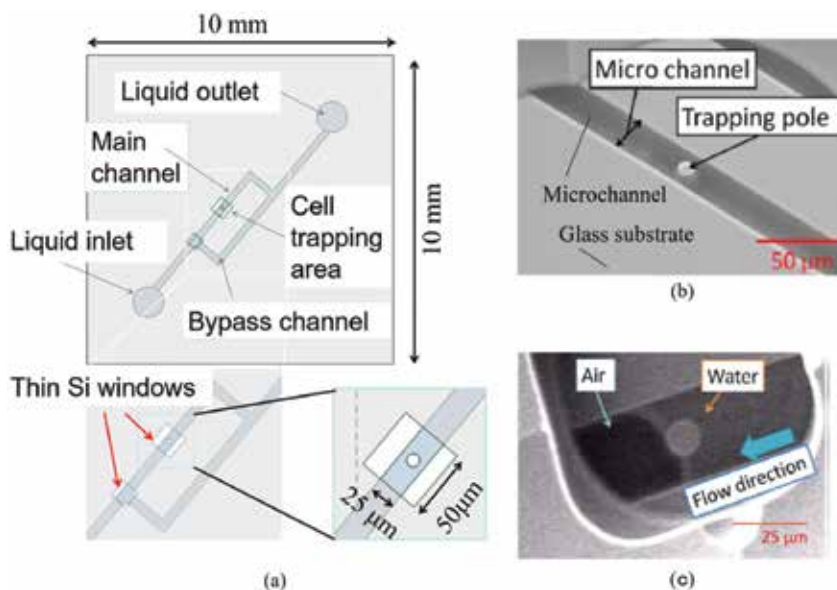 10 mm
Liquid outlet
Main
channel
Cell
trapping
area
Liquid inlet
Bypass channel
10 mm
Thin Si windows
25 μm
50μm
(a)
Micro channel
Trapping pole
Microchannel
Glass substrate
50 μm
(b)
Air
Water
Flow direction
25 μm
(c)